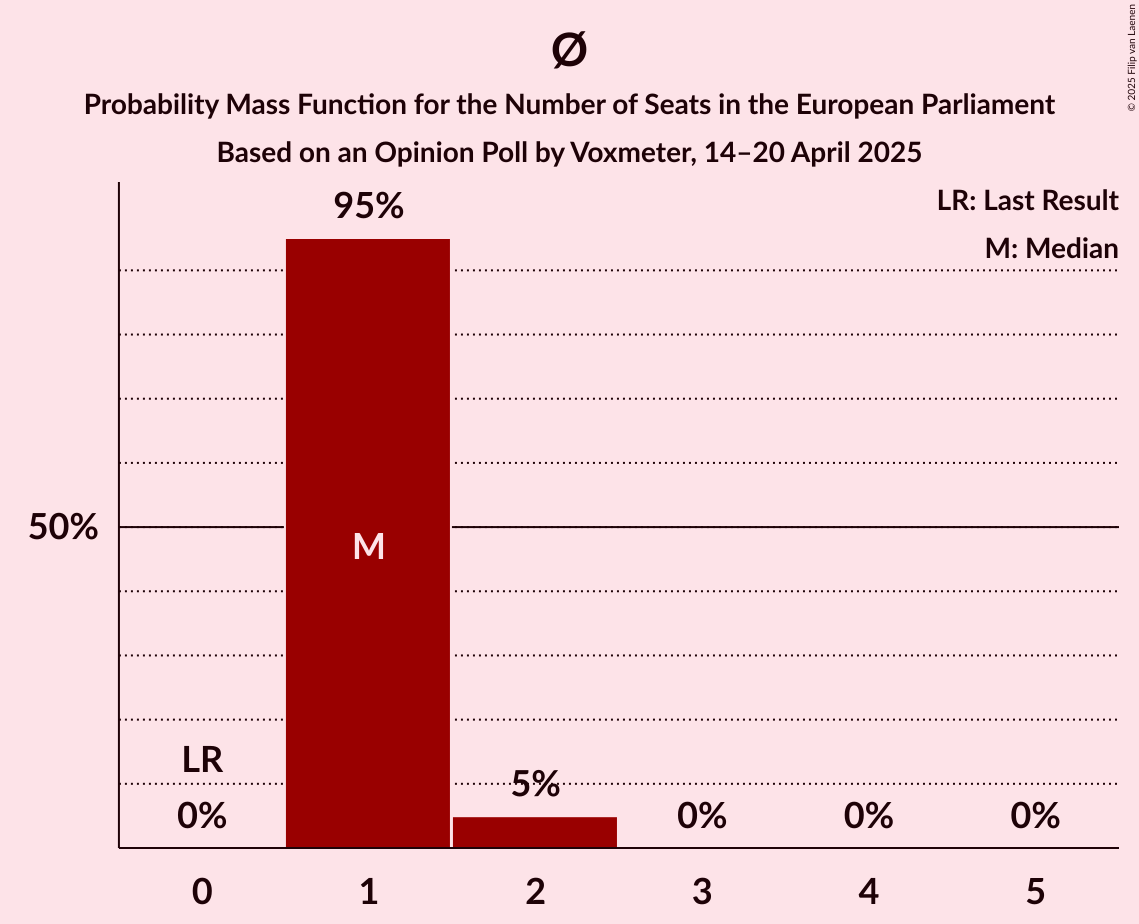 Ø
Probability Mass Function for the Number of Seats in the European Parliament
Based on an Opinion Poll by Voxmeter, 14–20 April 2025
© 2025 Filip van Laenen
LR: Last Result
M: Median
95%
50%
M
LR
0%
5%
0%
0%
0%
0 1 2 3 4 5